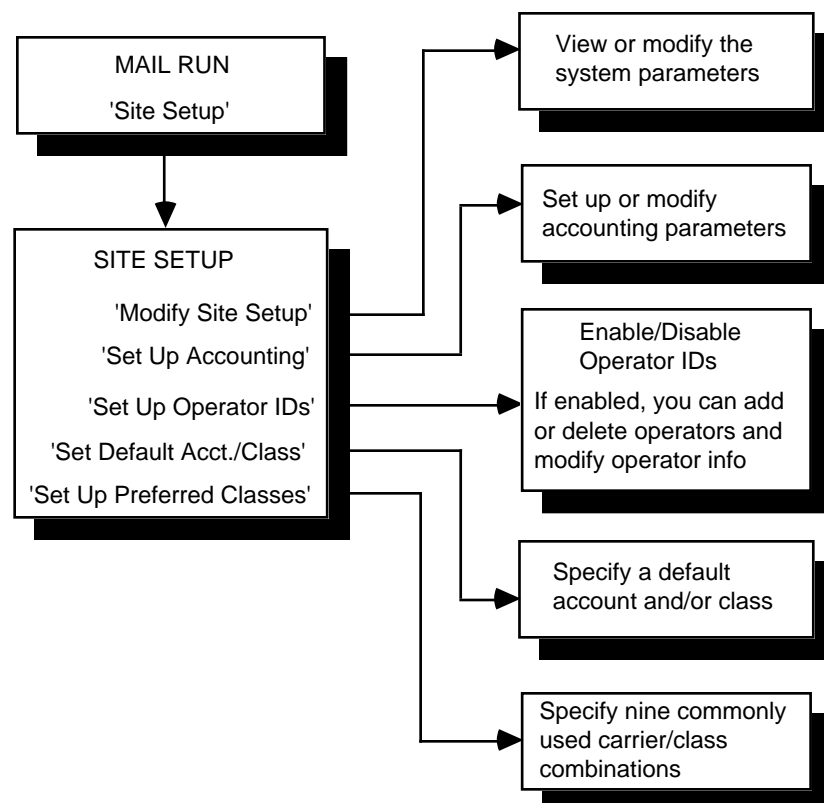 MAIL RUN
'Site Setup'
SITE SETUP
'Modify Site Setup'
'Set Up Accounting'
'Set Up Operator IDs'
'Set Default Acct./Class'
'Set Up Preferred Classes'
View or modify the
system parameters
Set up or modify
accounting parameters
Enable/Disable
Operator IDs
If enabled, you can add
or delete operators and
modify operator info
Specify a default
account and/or class
Specify nine commonly
used carrier/class
combinations